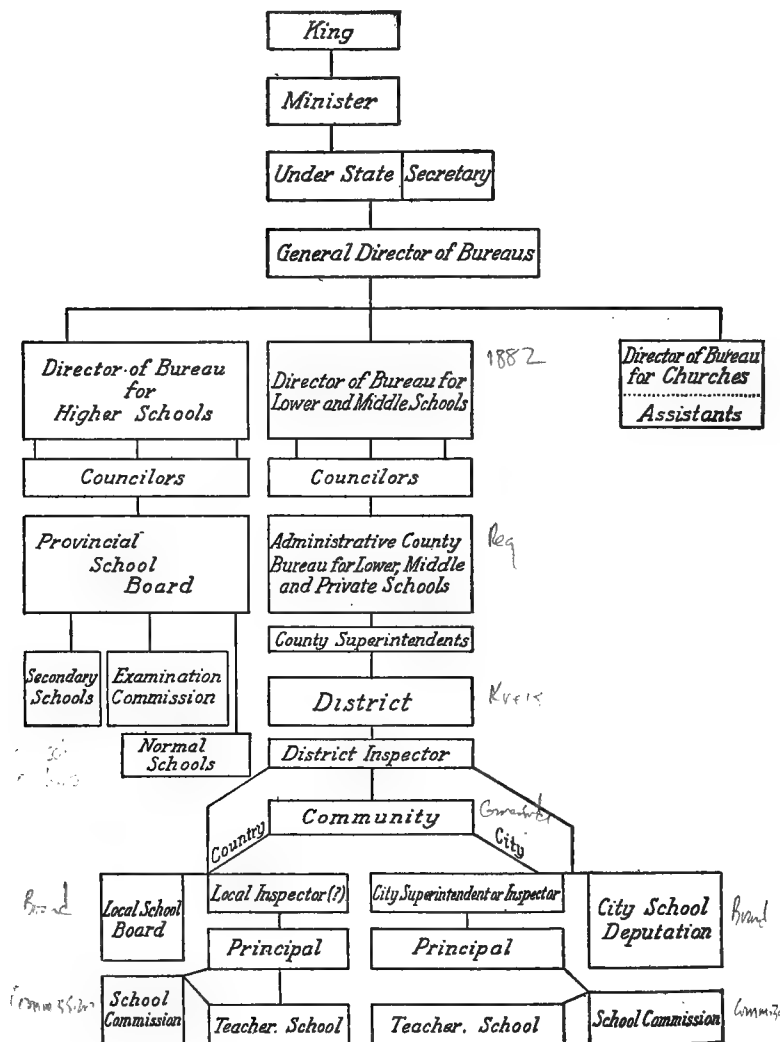 King
Minister
Under State Secretary
General Director of Bureaus
Director of Bureau
for
Higher Schools
Director of Bureau for
Lower and Middle Schools
1882
Director of Bureau
for Churches
Assistants
Councilors
Councilors
Provincial
School
Board
Administrative County
Bureau for Lower, Middle
and Private Schools
Reg
County Superintendents
Secondary
Schools
Examination
Commission
Normal
Schools
District
Kreis
District Inspector
Community
Country
City
Board
Local School
Board
Local Inspector (?)
City Superintendent or Inspector
City School
Deputation
Board
Principal
Principal
School
Commission
Teacher. School
Teacher. School
School Commission